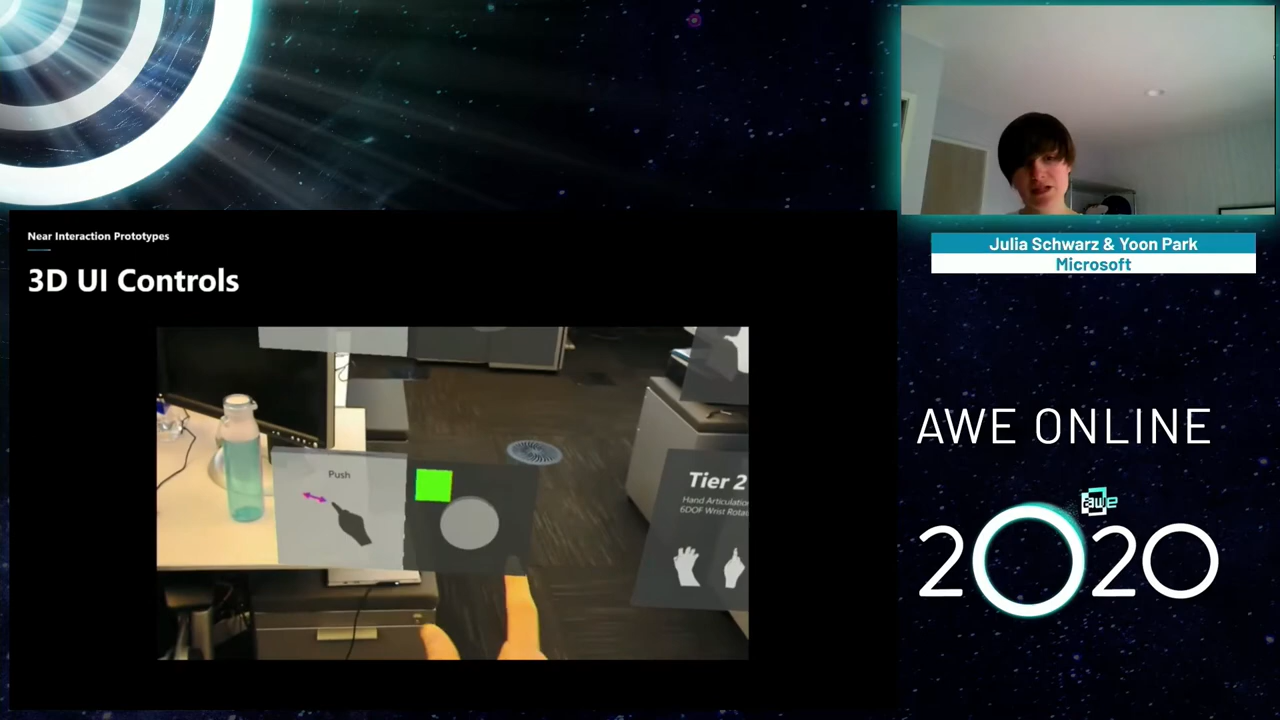 Near Interaction Prototypes
3D UI Controls
Push
Tier 2
Hand Articulation
6DOF Wrist
Julia Schwarz & Yoon Park
Microsoft
AWE ONLINE
awe
2020